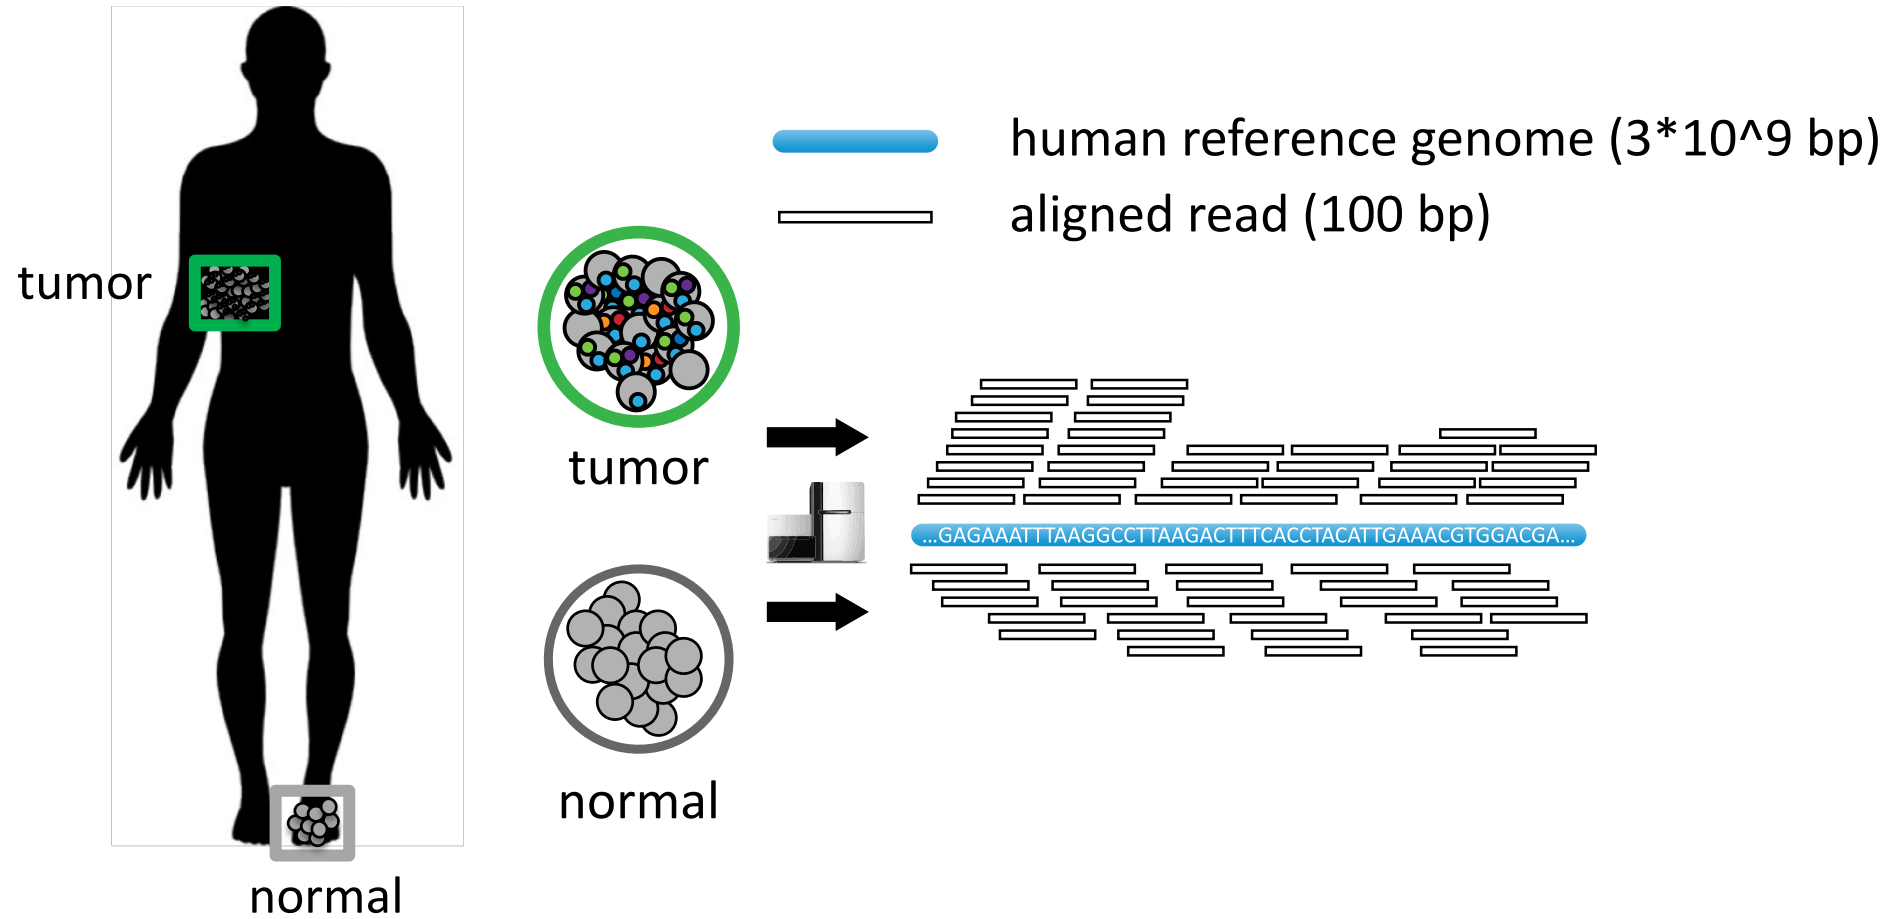 human reference genome (3*10^9 bp)
aligned read (100 bp)
tumor
tumor
...GAGAAATTTAAGGCCTTAAGACTTTCACCTACATTGAAACGTGGACGA...
normal
normal